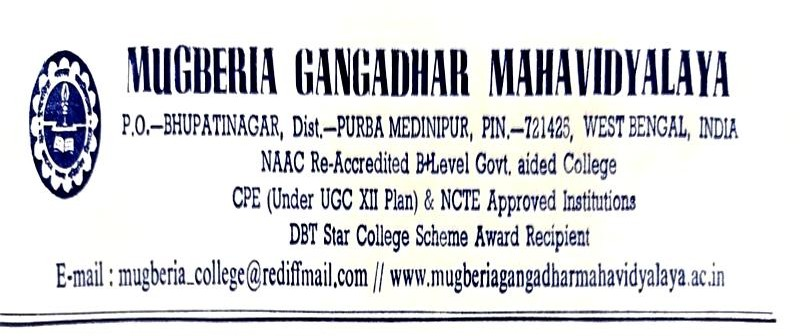 MUGBERIA GANGADHAR MAHAVIDYALAYA
P.O.—BHUPATINAGAR, Dist.—PURBA MEDINIPUR, PIN.—721425, WEST BENGAL, INDIA
NAAC Re-Accredited B+Level Govt. aided College
CPE (Under UGC XII Plan) & NCTE Approved Institutions
DBT Star College Scheme Award Recipient
E-mail : mugberia_college@rediffmail.com // www.mugberiagangadharmahavidyalaya.ac.in